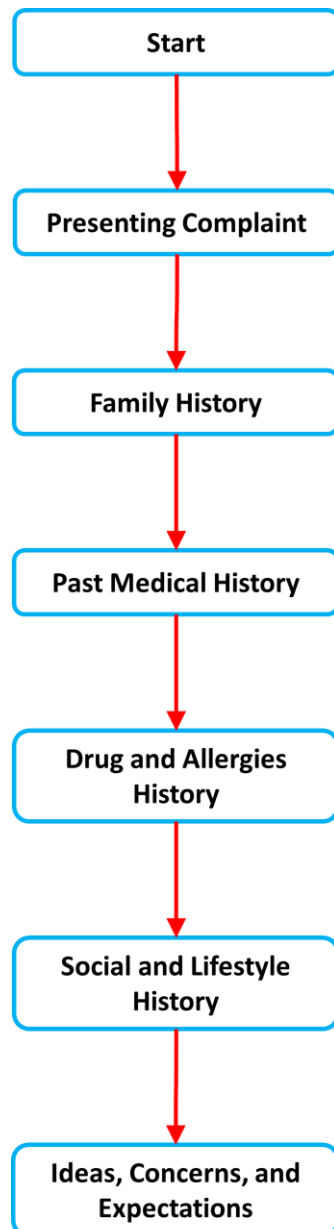 Start
Presenting Complaint
Family History
Past Medical History
Drug and Allergies
History
Social and Lifestyle
History
Ideas, Concerns, and
Expectations